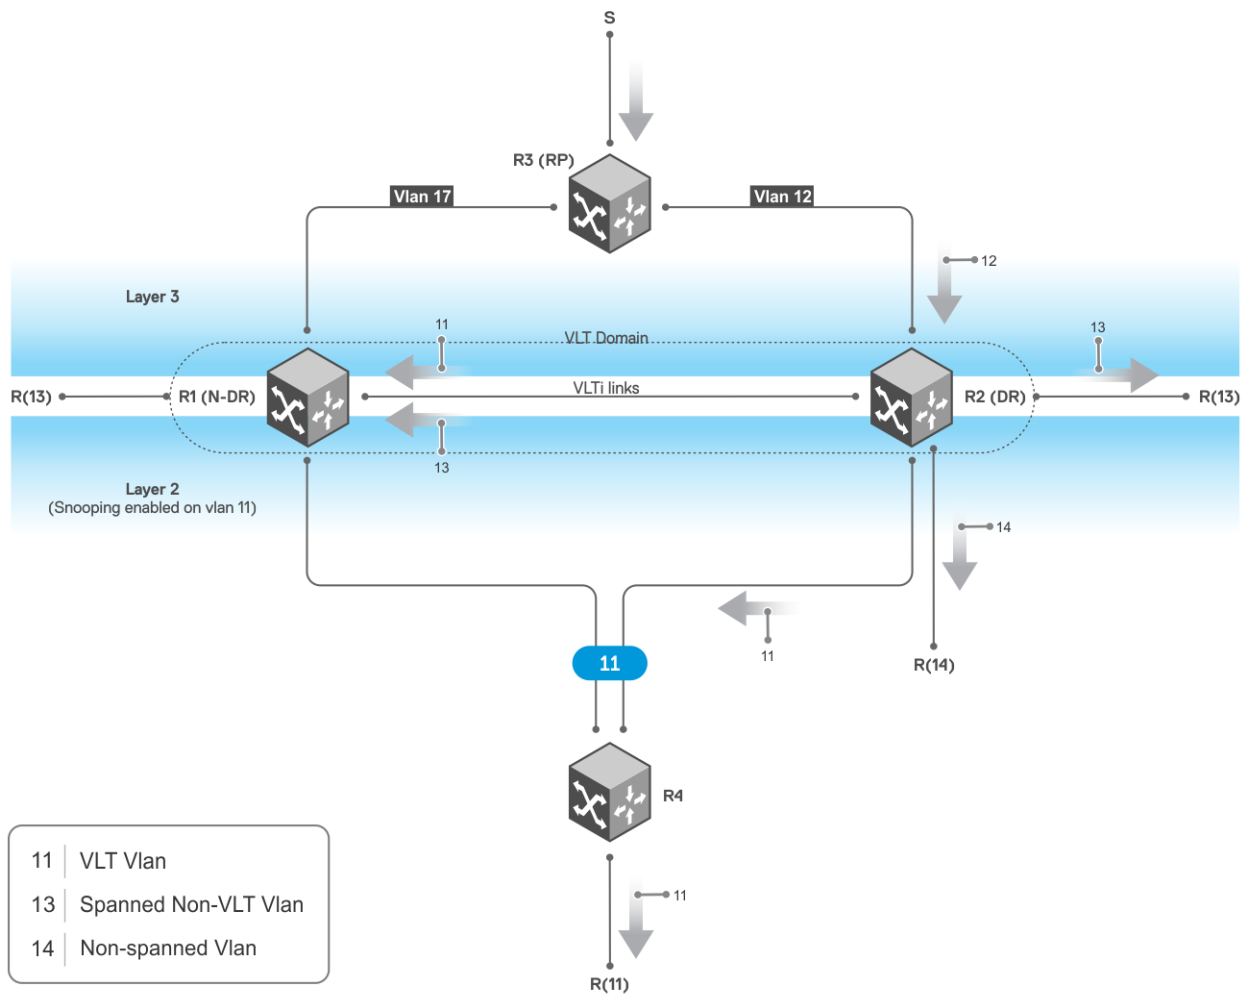 S
R3 (RP)
Vlan 17
Vlan 12
12
Layer 3
11
VLT Domain
13
R(13)
R1 (N-DR)
VLTi links
R2 (DR)
R(13)
13
Layer 2
(Snooping enabled on vlan 11)
14
11
11
R(14)
R4
11
R(11)
11 VLT Vlan
13 Spanned Non-VLT Vlan
14 Non-spanned Vlan